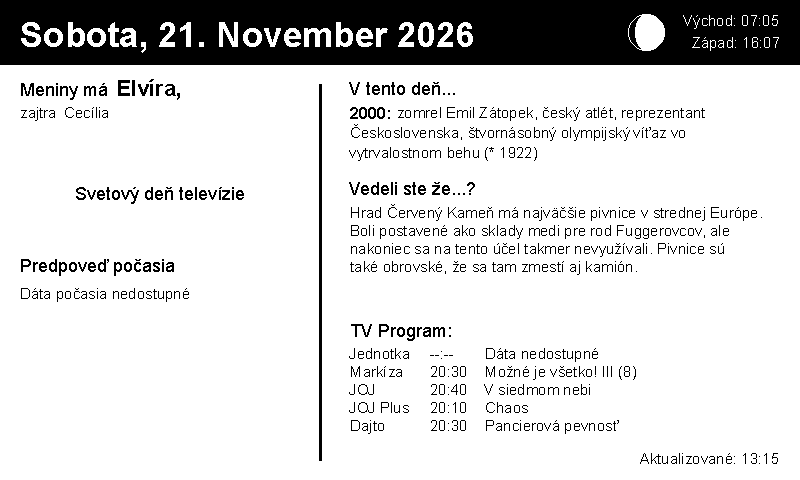 Sobota, 21. November 2026
Východ: 07:05
Západ: 16:07
Meniny má Elvíra,
zajtra Cecília
Svetový deň televízie
Predpoveď počasia
Dáta počasia nedostupné
V tento deň...
2000: zomrel Emil Zátopek, český atlét, reprezentant
Československa, štvornásobný olympijský víťaz vo
vytrvalostnom behu (* 1922)
Vedeli ste že...?
Hrad Červený Kameň má najväčšie pivnice v strednej Európe.
Boli postavené ako sklady medi pre rod Fuggerovcov, ale
nakoniec sa na tento účel takmer nevyužívali. Pivnice sú
také obrovské, že sa tam zmestí aj kamión.
TV Program:
Jednotka --:-- Dáta nedostupné
Markíza 20:30 Možné je všetko! III (8)
JOJ 20:40 V siedmom nebi
JOJ Plus 20:10 Chaos
Dajto 20:30 Pancierová pevnosť
Aktualizované: 13:15